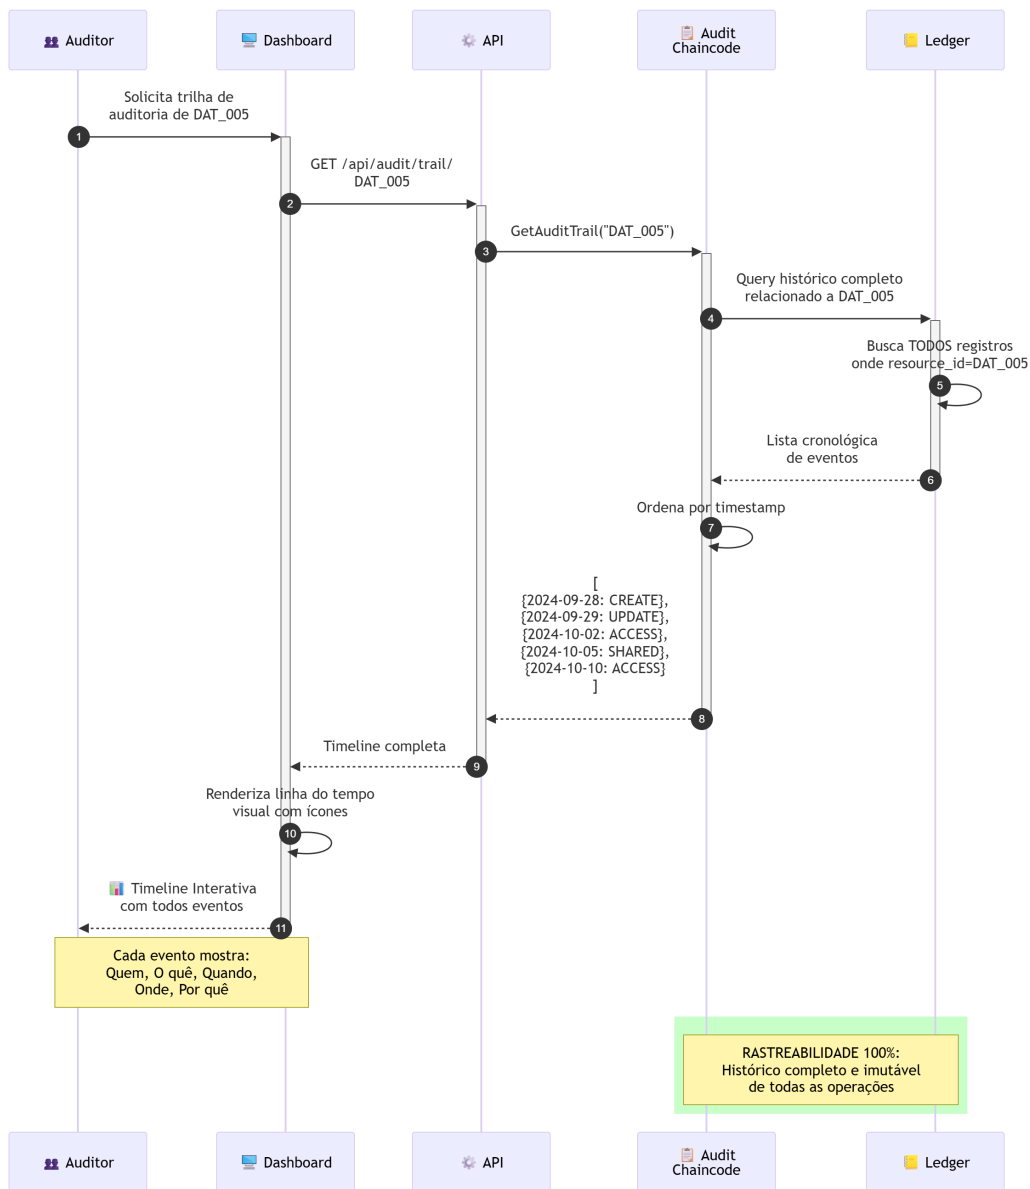 👥 Auditor
🖥️ Dashboard
⚙️ API
📋 Audit
Chaincode
📒 Ledger
Solicita trilha de
auditoria de DAT_005
1
GET /api/audit/trail/
DAT_005
2
GetAuditTrail("DAT_005")
3
Query histórico completo
relacionado a DAT_005
4
Busca TODOS registros
onde resource_id=DAT_005
5
Lista cronológica
de eventos
6
Ordena por timestamp
7
[
{2024-09-28: CREATE},
{2024-09-29: UPDATE},
{2024-10-02: ACCESS},
{2024-10-05: SHARED},
{2024-10-10: ACCESS}
]
8
Timeline completa
9
Renderiza linha do tempo
visual com ícones
10
📊 Timeline Interativa
com todos eventos
11
Cada evento mostra:
Quem, O quê, Quando,
Onde, Por quê
RASTREABILIDADE 100%:
Histórico completo e imutável
de todas as operações
👥 Auditor
🖥️ Dashboard
⚙️ API
📋 Audit
Chaincode
📒 Ledger